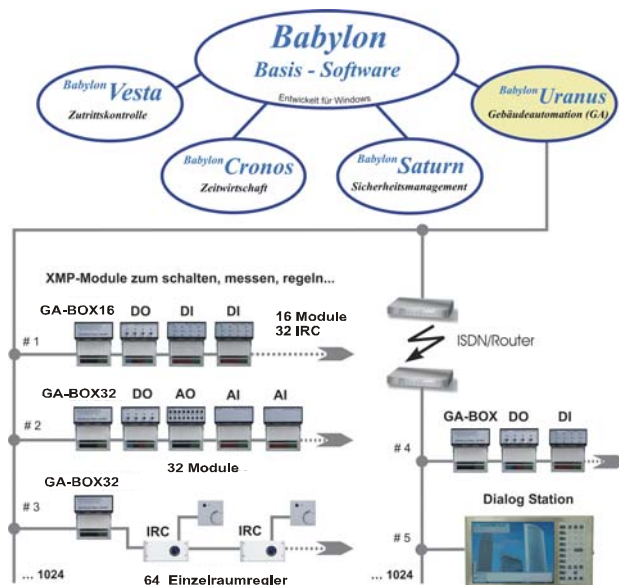 Babylon
Basis - Software
Entwickelt für Windows
Babylon Vesta
Zutrittskontrolle
Babylon Uranus
Gebäudeautomation (GA)
Babylon Cronos
Zeitwirtschaft
Babylon Saturn
Sicherheitsmanagement
XMP-Module zum schalten, messen, regeln...
GA-BOX16 DO DI DI
16 Module
32 IRC
# 1
ISDN/Router
GA-BOX32 DO AO AI AI
# 2
32 Module
GA-BOX DO DI
# 4
GA-BOX32
# 3
IRC IRC
... 1024
64 Einzelraumregler
Dialog Station
# 5
... 1024